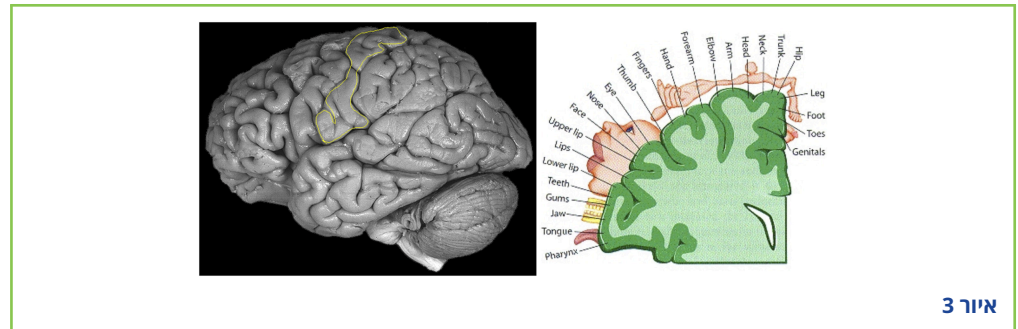 Hip
Trunk
Neck
Head
Arm
Elbow
Forearm
Hand
Fingers
Thumb
Eye
Nose
Face
Upper lip
Lips
Lower lip
Teeth
Gums
Jaw
Tongue
Pharynx
Leg
Foot
Toes
Genitals
איור 3